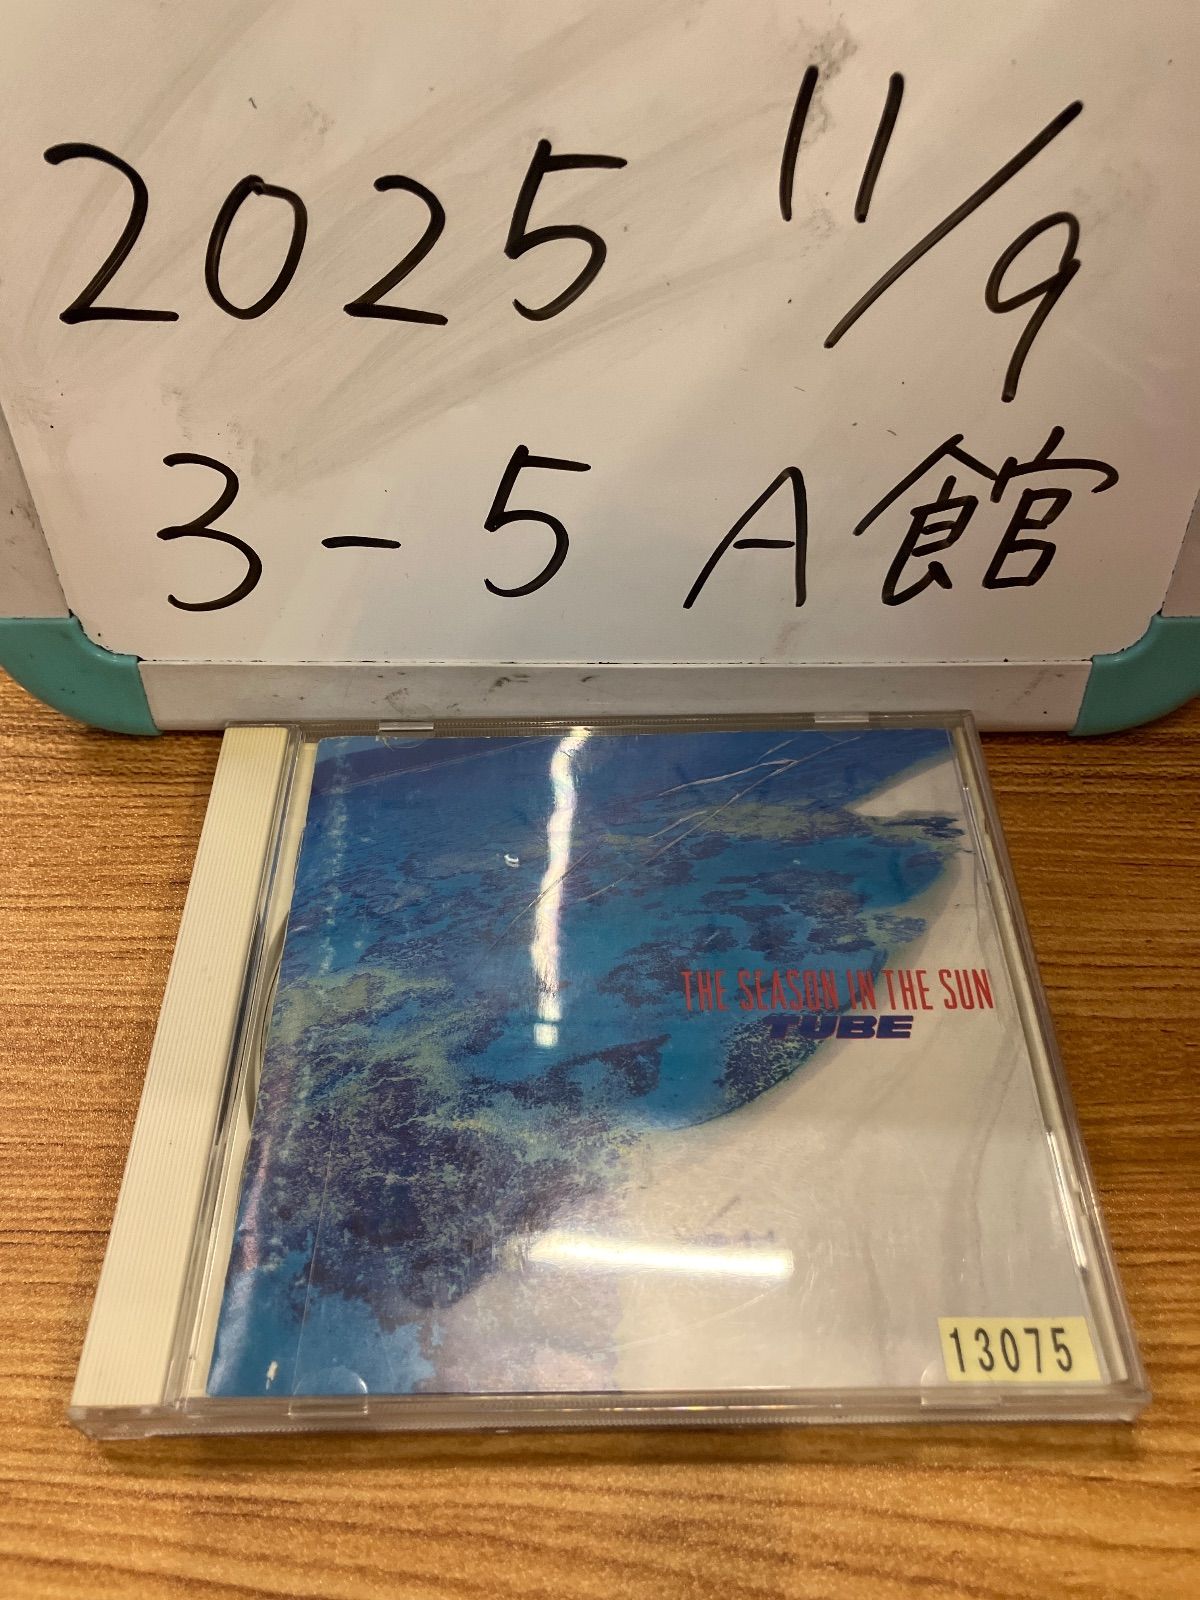 2025 11/9
3-5 A館
THE SEASON IN THE SUN
TUBE
13075